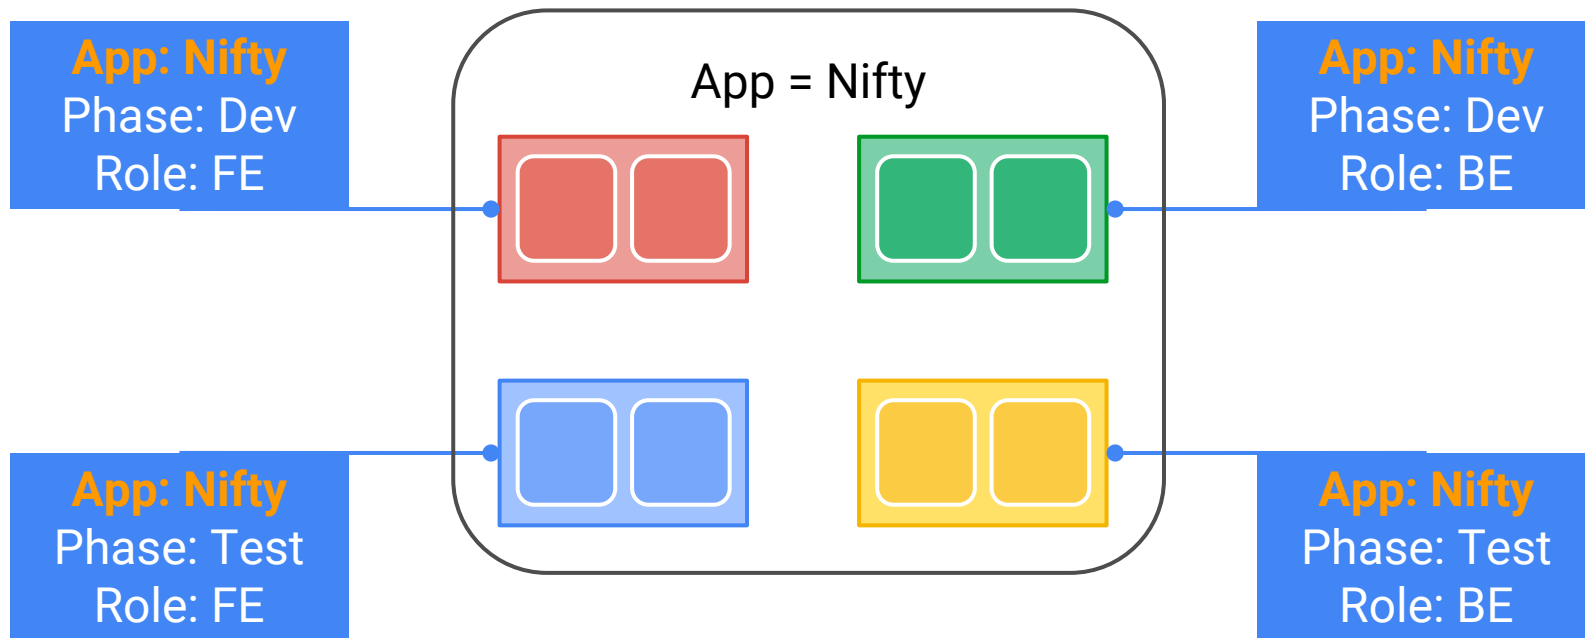 App: Nifty
Phase: Dev
Role: FE
App = Nifty
App: Nifty
Phase: Dev
Role: BE
App: Nifty
Phase: Test
Role: FE
App: Nifty
Phase: Test
Role: BE